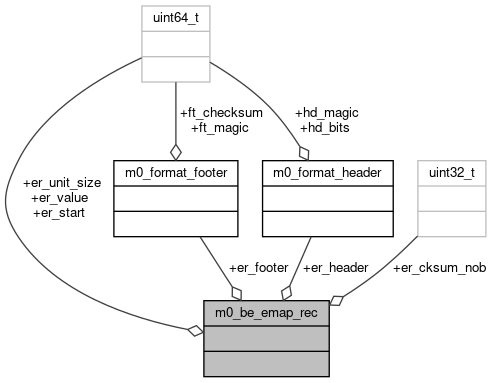 uint64_t
+ft_checksum
+ft_magic
+hd_magic
+hd_bits
+er_unit_size
+er_value
+er_start
m0_format_footer
m0_format_header
uint32_t
+er_footer
+er_header
+er_cksum_nob
m0_be_emap_rec